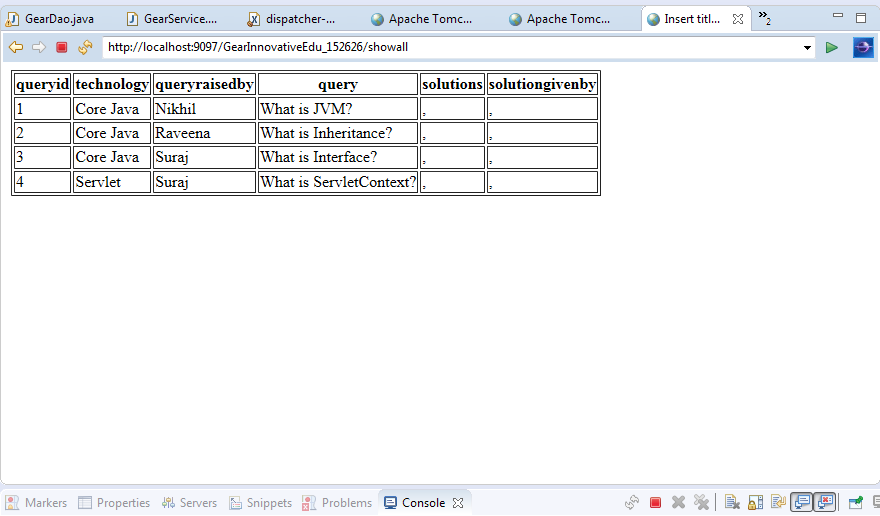 GearDao.java GearService.... dispatcher-... Apache Tomc... Apache Tomc... Insert titl... »2
http://localhost:9097/GearInnovativeEdu_152626/showall
queryid technology queryraisedby query solutions solutiongivenby
1 Core Java Nikhil What is JVM? , ,
2 Core Java Raveena What is Inheritance? , ,
3 Core Java Suraj What is Interface? , ,
4 Servlet Suraj What is ServletContext? , ,
Markers Properties Servers Snippets Problems Console